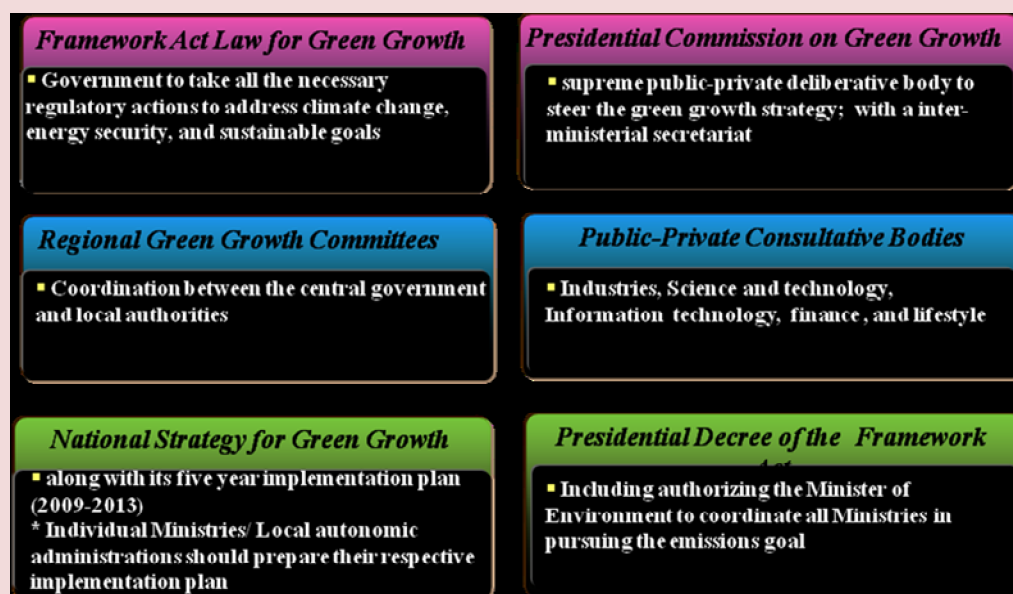 Framework Act Law for Green Growth
▪ Government to take all the necessary
regulatory actions to address climate change,
energy security, and sustainable goals
Presidential Commission on Green Growth
▪ supreme public-private deliberative body to
steer the green growth strategy; with a inter-
ministerial secretariat
Regional Green Growth Committees
▪ Coordination between the central government
and local authorities
Public-Private Consultative Bodies
▪ Industries, Science and technology,
Information technology, finance , and lifestyle
National Strategy for Green Growth
▪ along with its five year implementation plan
(2009-2013)
* Individual Ministries/ Local autonomic
administrations should prepare their respective
implementation plan
Presidential Decree of the Framework
Act
▪ Including authorizing the Minister of
Environment to coordinate all Ministries in
pursuing the emissions goal